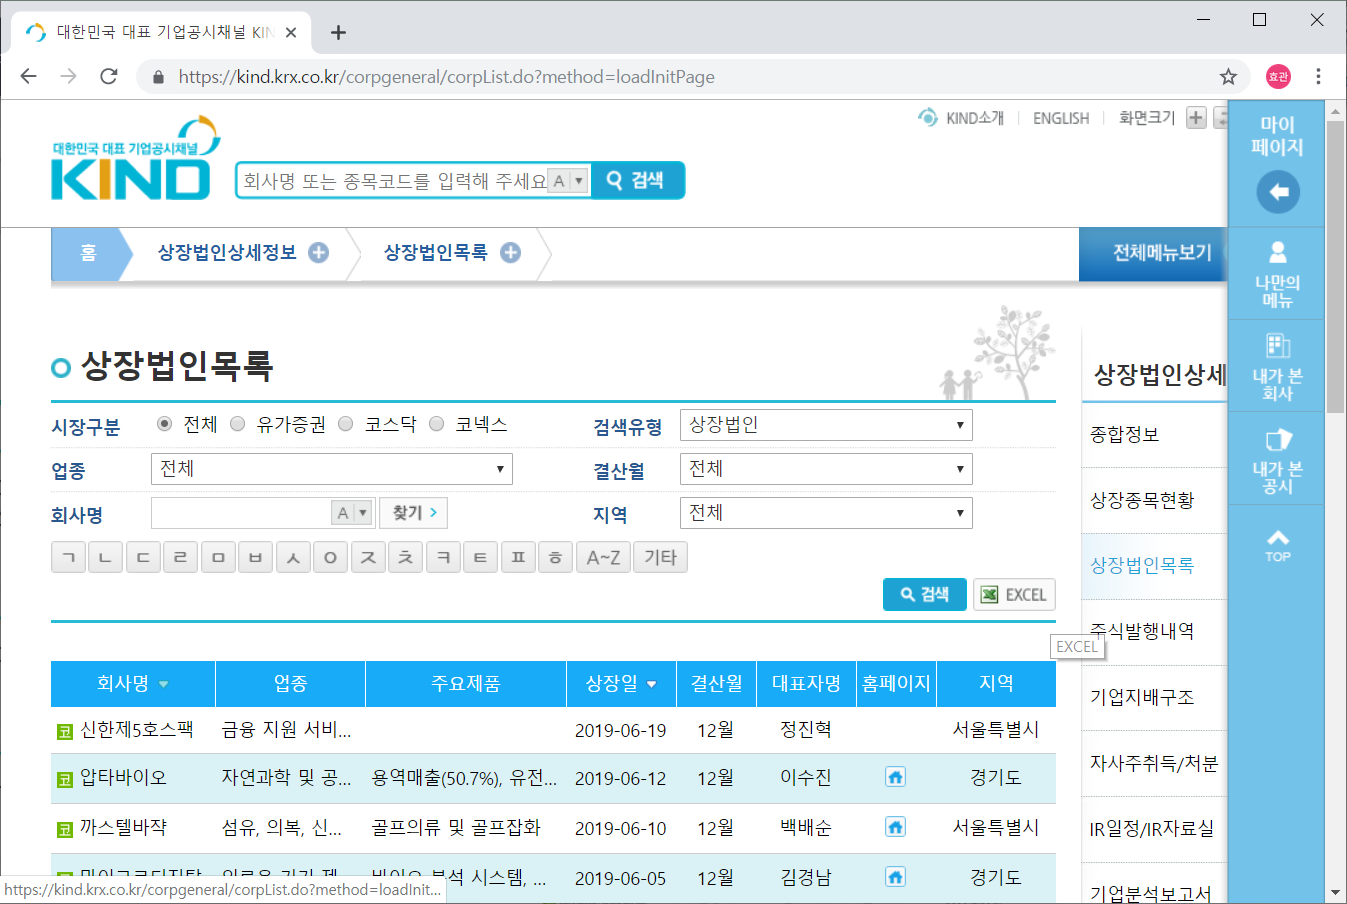 대한민국 대표 기업공시채널 KIN
https://kind.krx.co.kr/corpgeneral/corpList.do?method=loadInitPage
효관
KIND소개 ENGLISH 화면크기
대한민국 대표 기업공시채널
KIND
회사명 또는 종목코드를 입력해 주세요 A 검색
홈 상장법인상세정보 상장법인목록 전체메뉴보기
마이
페이지
나만의
메뉴
내가 본
회사
내가 본
공시
TOP
상장법인목록
시장구분 전체 유가증권 코스닥 코넥스 검색유형 상장법인
업종 전체 결산월 전체
회사명 A 찾기 지역 전체
ㄱ ㄴ ㄷ ㄹ ㅁ ㅂ ㅅ ㅇ ㅈ ㅊ ㅋ ㅌ ㅍ ㅎ A~Z 기타
검색 EXCEL
EXCEL
회사명 업종 주요제품 상장일 결산월 대표자명 홈페이지 지역
코 신한제5호스팩 금융 지원 서비... 2019-06-19 12월 정진혁 서울특별시
코 압타바이오 자연과학 및 공... 용역매출(50.7%), 유전... 2019-06-12 12월 이수진 경기도
코 까스텔바쟉 섬유, 의복, 신... 골프의류 및 골프잡화 2019-06-10 12월 백배순 서울특별시
2019-06-05 12월 김경남 경기도
상장법인상세
종합정보
상장종목현황
상장법인목록
주식발행내역
기업지배구조
자사주취득/처분
IR일정/IR자료실
기업분석보고서
https://kind.krx.co.kr/corpgeneral/corpList.do?method=loadInit...